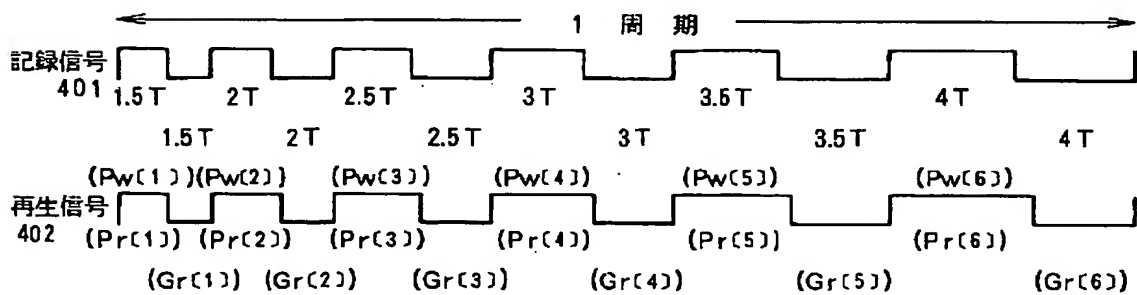 1 周 期
記録信号
401 1.5T 2T 2.5T 3T 3.5T 4T
1.5T 2T 2.5T 3T 3.5T 4T
(Pw[1])(Pw[2]) (Pw[3]) (Pw[4]) (Pw[5]) (Pw[6])
再生信号
402 (Pr[1]) (Pr[2]) (Pr[3]) (Pr[4]) (Pr[5]) (Pr[6])
(Gr[1]) (Gr[2]) (Gr[3]) (Gr[4]) (Gr[5]) (Gr[6])